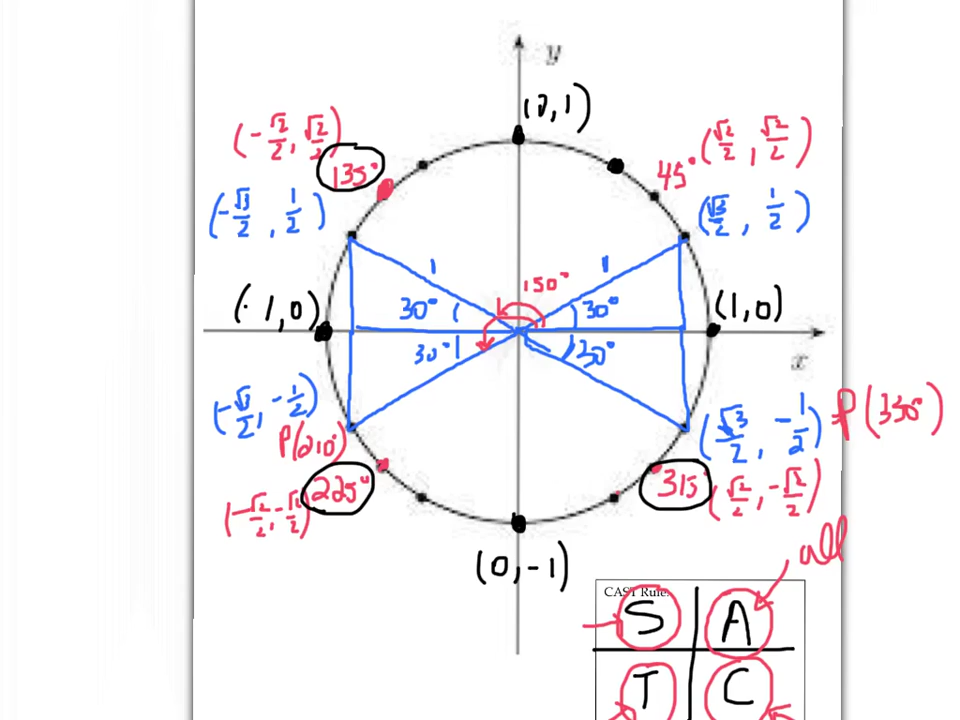 y
(0,1)
(-√2/2, √2/2)
135°
45° (√2/2, √2/2)
(-√3/2, 1/2)
(√3/2, 1/2)
1
1
150°
30°
30°
(-1,0)
(1,0)
x
30°
30°
(-√3/2, -1/2)
P(210°)
(√3/2, -1/2) P(330°)
225°
315° (√2/2, -√2/2)
(-√2/2, -√2/2)
(0,-1)
all
CAST Rule:
S A
T C